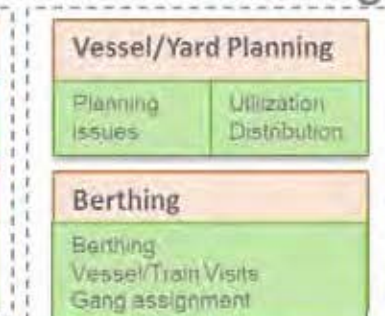 Vessel/Yard Planning
Planning
Issues
Utilization
Distribution
Berthing
Berthing
Vessel/Train Visits
Gang assignment